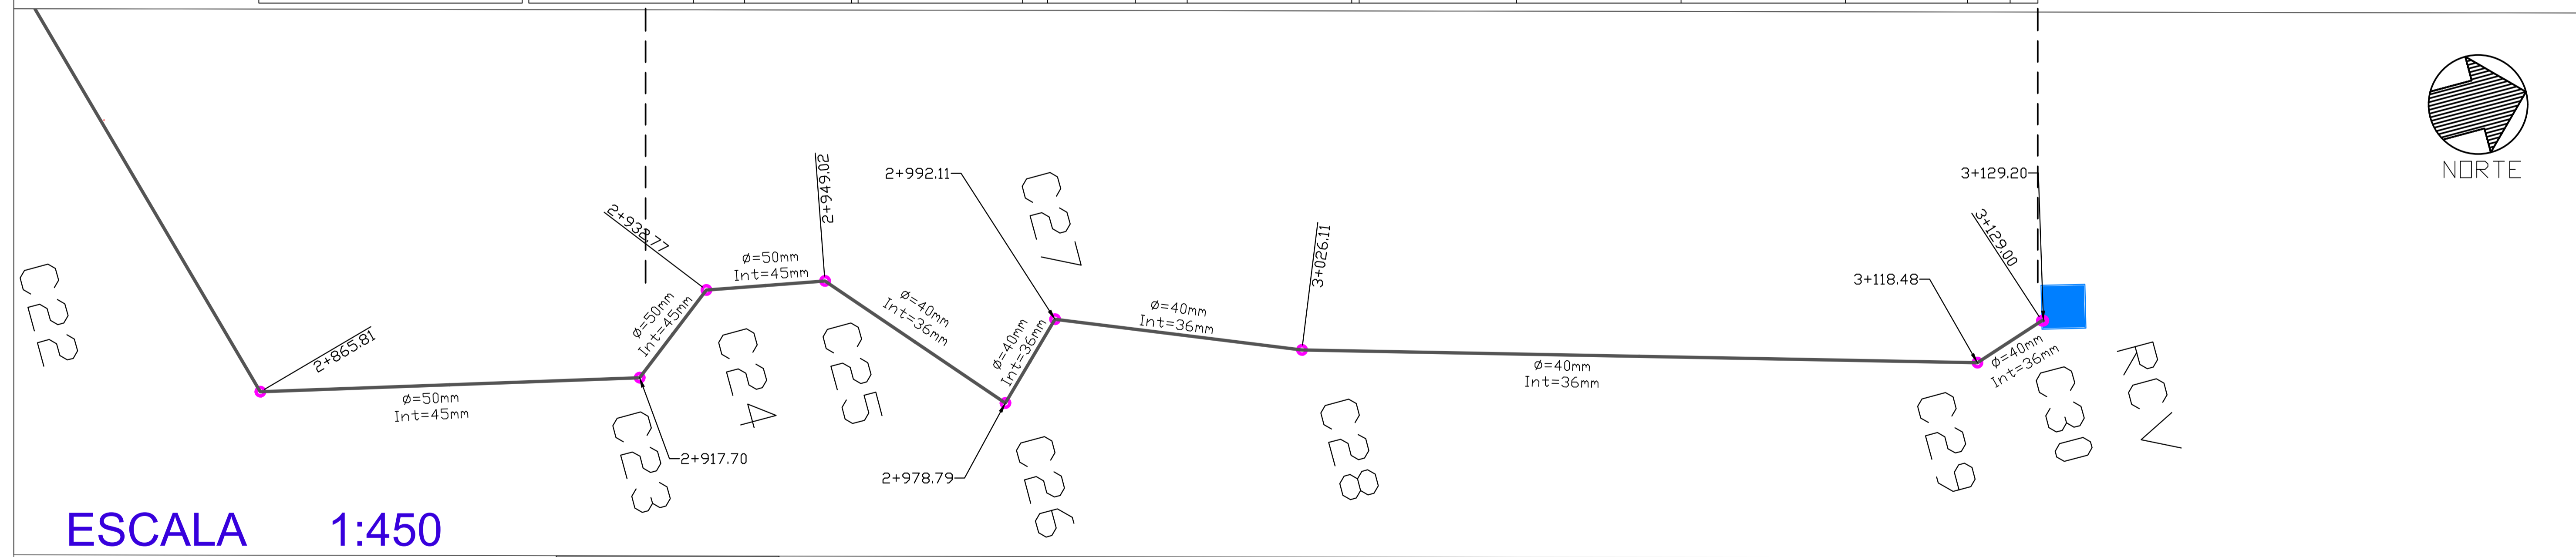 NORTE
C22
2+865.81
ø=50mm
Int=45mm
C23
2+917.70
ø=50mm
Int=45mm
2+932.77
C24
ø=50mm
Int=45mm
2+949.02
C25
ø=40mm
Int=36mm
2+978.79
C26
ø=40mm
Int=36mm
2+992.11
C27
ø=40mm
Int=36mm
3+026.11
C28
ø=40mm
Int=36mm
3+118.48
C29
ø=40mm
Int=36mm
3+129.00
3+129.20
C30
RCV
ESCALA 1:450